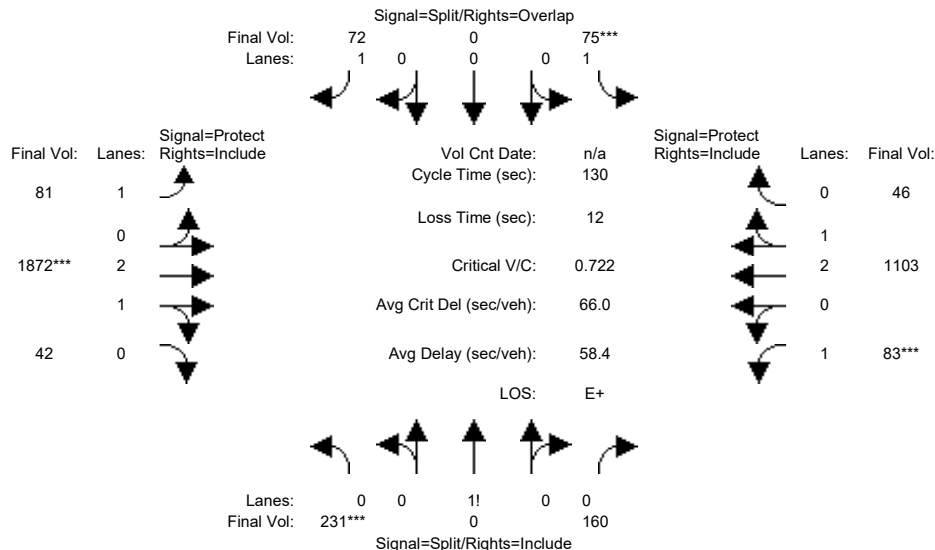 Signal=Split/Rights=Overlap
Final Vol: 72 0 75***
Lanes: 1 0 0 0 1
Signal=Protect Signal=Protect
Final Vol: Lanes: Rights=Include Vol Cnt Date: n/a Rights=Include Lanes: Final Vol:
Cycle Time (sec): 130
81 1 0 46
Loss Time (sec): 12
0 1
1872*** 2 Critical V/C: 0.722 2 1103
1 Avg Crit Del (sec/veh): 66.0 0
42 0 Avg Delay (sec/veh): 58.4 1 83***
LOS: E+
Lanes: 0 0 1! 0 0
Final Vol: 231*** 0 160
Signal=Split/Rights=Include